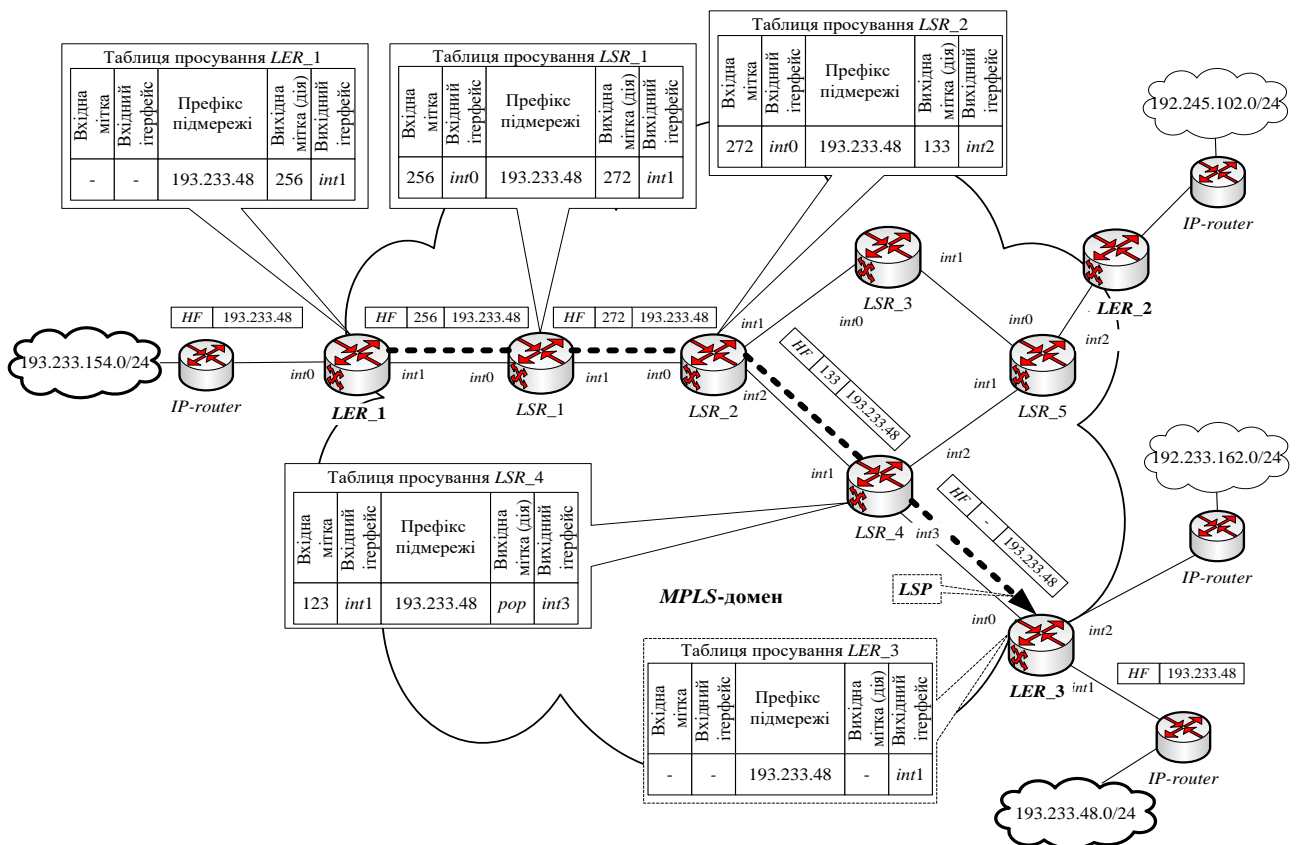 Таблиця просування LER_1
Вхідна мітка
Вхідний ітерфейс
Префікс підмережі
Вихідна мітка (дія)
Вихідний ітерфейс
-
-
193.233.48
256
int1
Таблиця просування LSR_1
Вхідна мітка
Вхідний ітерфейс
Префікс підмережі
Вихідна мітка (дія)
Вихідний ітерфейс
256
int0
193.233.48
272
int1
Таблиця просування LSR_2
Вхідна мітка
Вхідний ітерфейс
Префікс підмережі
Вихідна мітка (дія)
Вихідний ітерфейс
272
int0
193.233.48
133
int2
192.245.102.0/24
IP-router
LER_2
int1
LSR_3
int0
int0
int2
int1
LSR_5
HF 193.233.48
HF 256 193.233.48
HF 272 193.233.48
193.233.154.0/24
IP-router
int0
LER_1
int1
int0
LSR_1
int1
int0
LSR_2
int1
int2
HF 133 193.233.48
int1
int2
LSR_4
int3
HF - 193.233.48
192.233.162.0/24
IP-router
Таблиця просування LSR_4
Вхідна мітка
Вхідний ітерфейс
Префікс підмережі
Вихідна мітка (дія)
Вихідний ітерфейс
123
int1
193.233.48
pop
int3
MPLS-домен
LSP
int0
int2
LER_3
int1
HF 193.233.48
IP-router
193.233.48.0/24
Таблиця просування LER_3
Вхідна мітка
Вхідний ітерфейс
Префікс підмережі
Вихідна мітка (дія)
Вихідний ітерфейс
-
-
193.233.48
-
int1